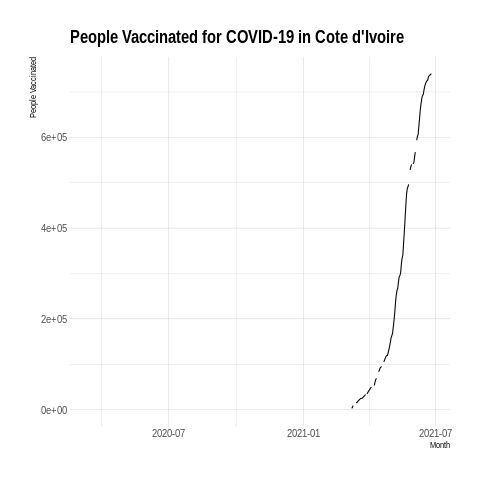 People Vaccinated for COVID-19 in Cote d'Ivoire
People Vaccinated
6e+05
4e+05
2e+05
0e+00
2020-07
2021-01
2021-07
Month